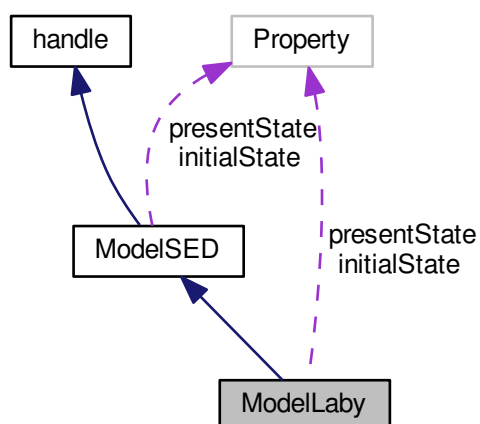 handle
Property
presentState
initialState
ModelSED
presentState
initialState
ModelLaby